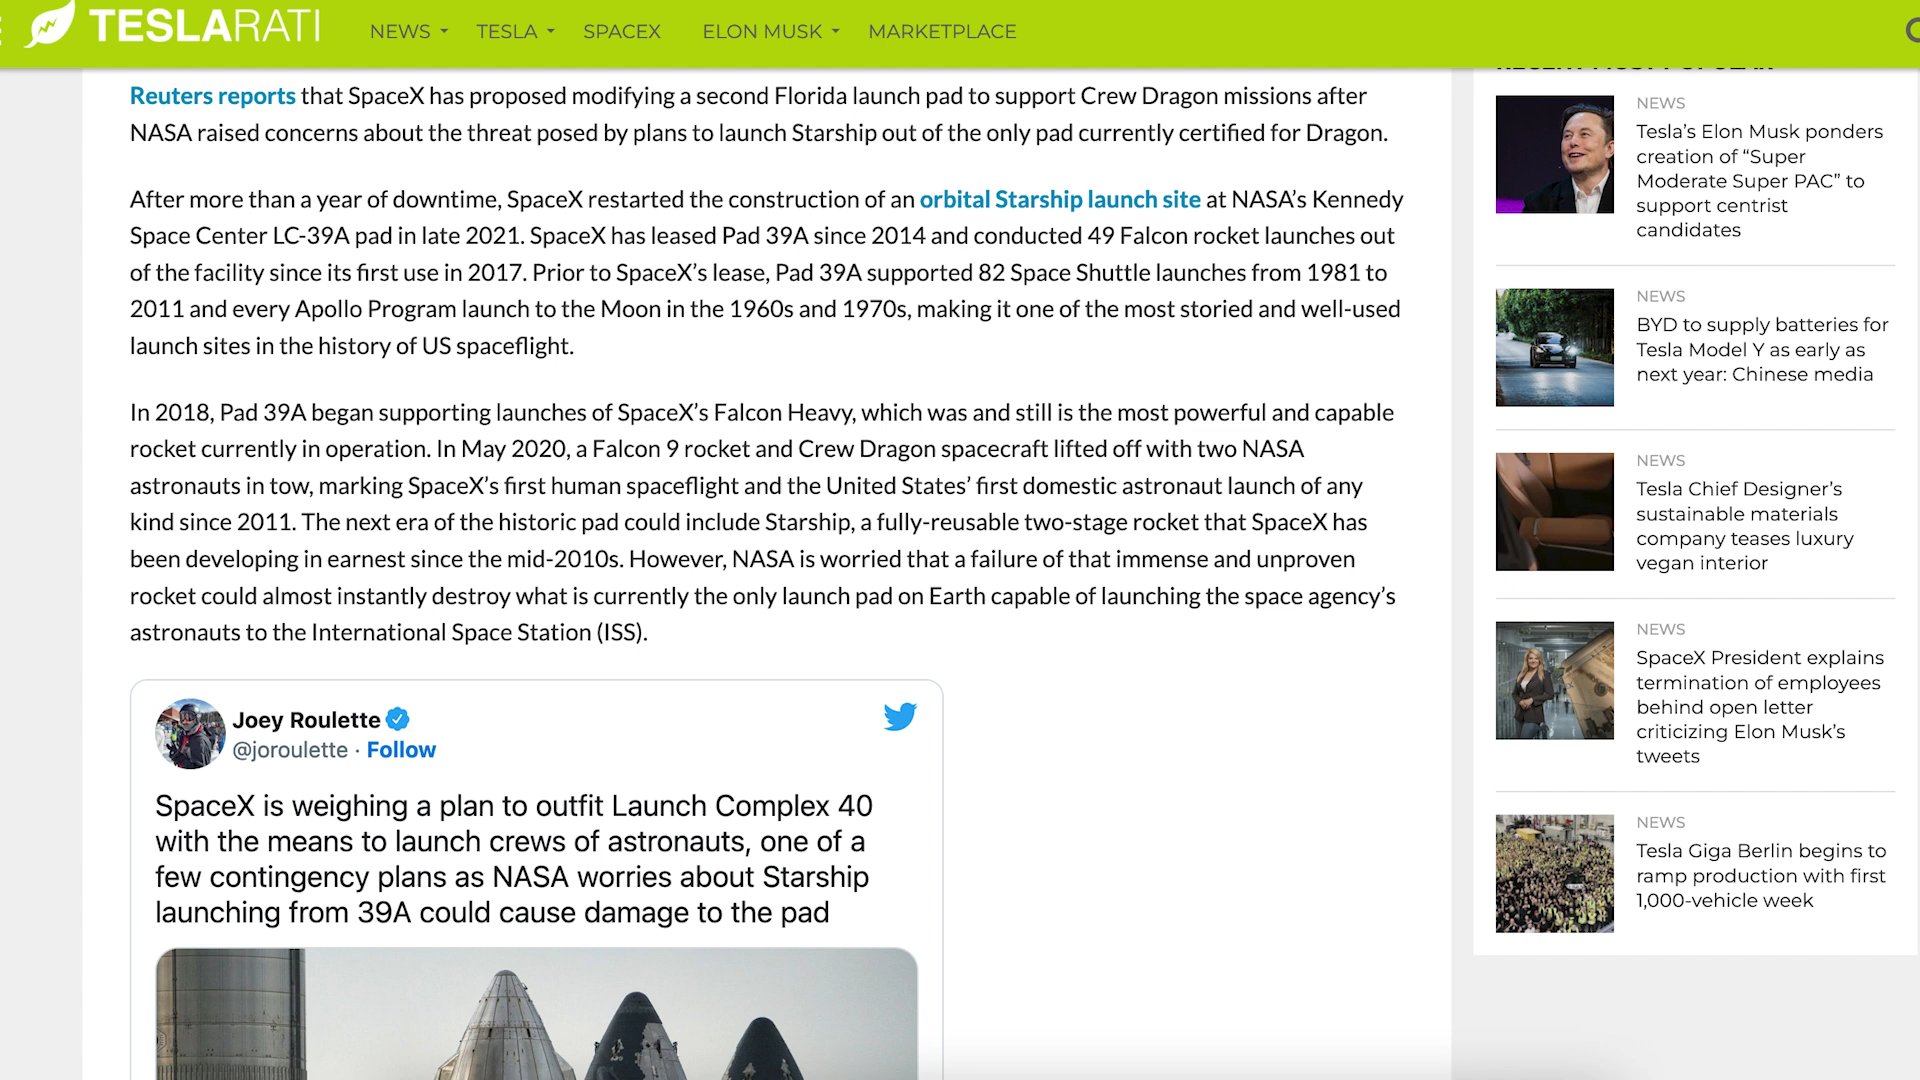 TESLARATI
NEWS
TESLA
SPACEX
ELON MUSK
MARKETPLACE
Reuters reports that SpaceX has proposed modifying a second Florida launch pad to support Crew Dragon missions after
NASA raised concerns about the threat posed by plans to launch Starship out of the only pad currently certified for Dragon.
After more than a year of downtime, SpaceX restarted the construction of an orbital Starship launch site at NASA's Kennedy
Space Center LC-39A pad in late 2021. SpaceX has leased Pad 39A since 2014 and conducted 49 Falcon rocket launches out
of the facility since its first use in 2017. Prior to SpaceX's lease, Pad 39A supported 82 Space Shuttle launches from 1981 to
2011 and every Apollo Program launch to the Moon in the 1960s and 1970s, making it one of the most storied and well-used
launch sites in the history of US spaceflight.
In 2018, Pad 39A began supporting launches of SpaceX's Falcon Heavy, which was and still is the most powerful and capable
rocket currently in operation. In May 2020, a Falcon 9 rocket and Crew Dragon spacecraft lifted off with two NASA
astronauts in tow, marking SpaceX's first human spaceflight and the United States' first domestic astronaut launch of any
kind since 2011. The next era of the historic pad could include Starship, a fully-reusable two-stage rocket that SpaceX has
been developing in earnest since the mid-2010s. However, NASA is worried that a failure of that immense and unproven
rocket could almost instantly destroy what is currently the only launch pad on Earth capable of launching the space agency's
astronauts to the International Space Station (ISS).
Joey Roulette
@joroulette · Follow
SpaceX is weighing a plan to outfit Launch Complex 40
with the means to launch crews of astronauts, one of a
few contingency plans as NASA worries about Starship
launching from 39A could cause damage to the pad
NEWS
Tesla's Elon Musk ponders
creation of “Super
Moderate Super PAC” to
support centrist
candidates
NEWS
BYD to supply batteries for
Tesla Model Y as early as
next year: Chinese media
NEWS
Tesla Chief Designer's
sustainable materials
company teases luxury
vegan interior
NEWS
SpaceX President explains
termination of employees
behind open letter
criticizing Elon Musk's
tweets
NEWS
Tesla Giga Berlin begins to
ramp production with first
1,000-vehicle week